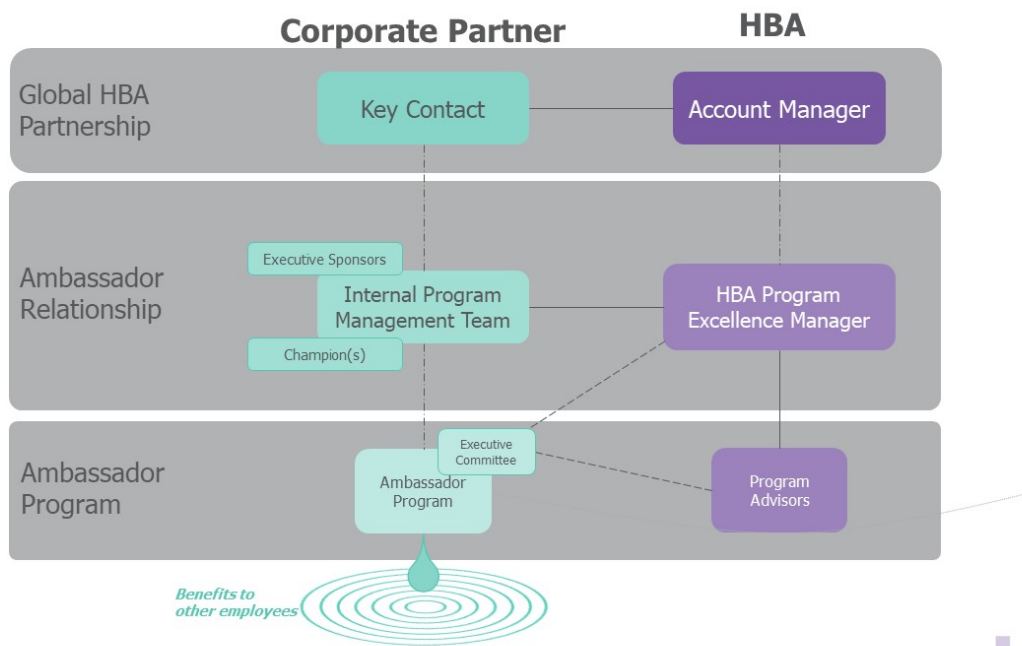 Corporate Partner
HBA
Global HBA
Partnership
Key Contact
Account Manager
Ambassador
Relationship
Executive Sponsors
Internal Program
Management Team
Champion(s)
HBA Program
Excellence Manager
Ambassador
Program
Executive
Committee
Ambassador
Program
Program
Advisors
Benefits to
other employees